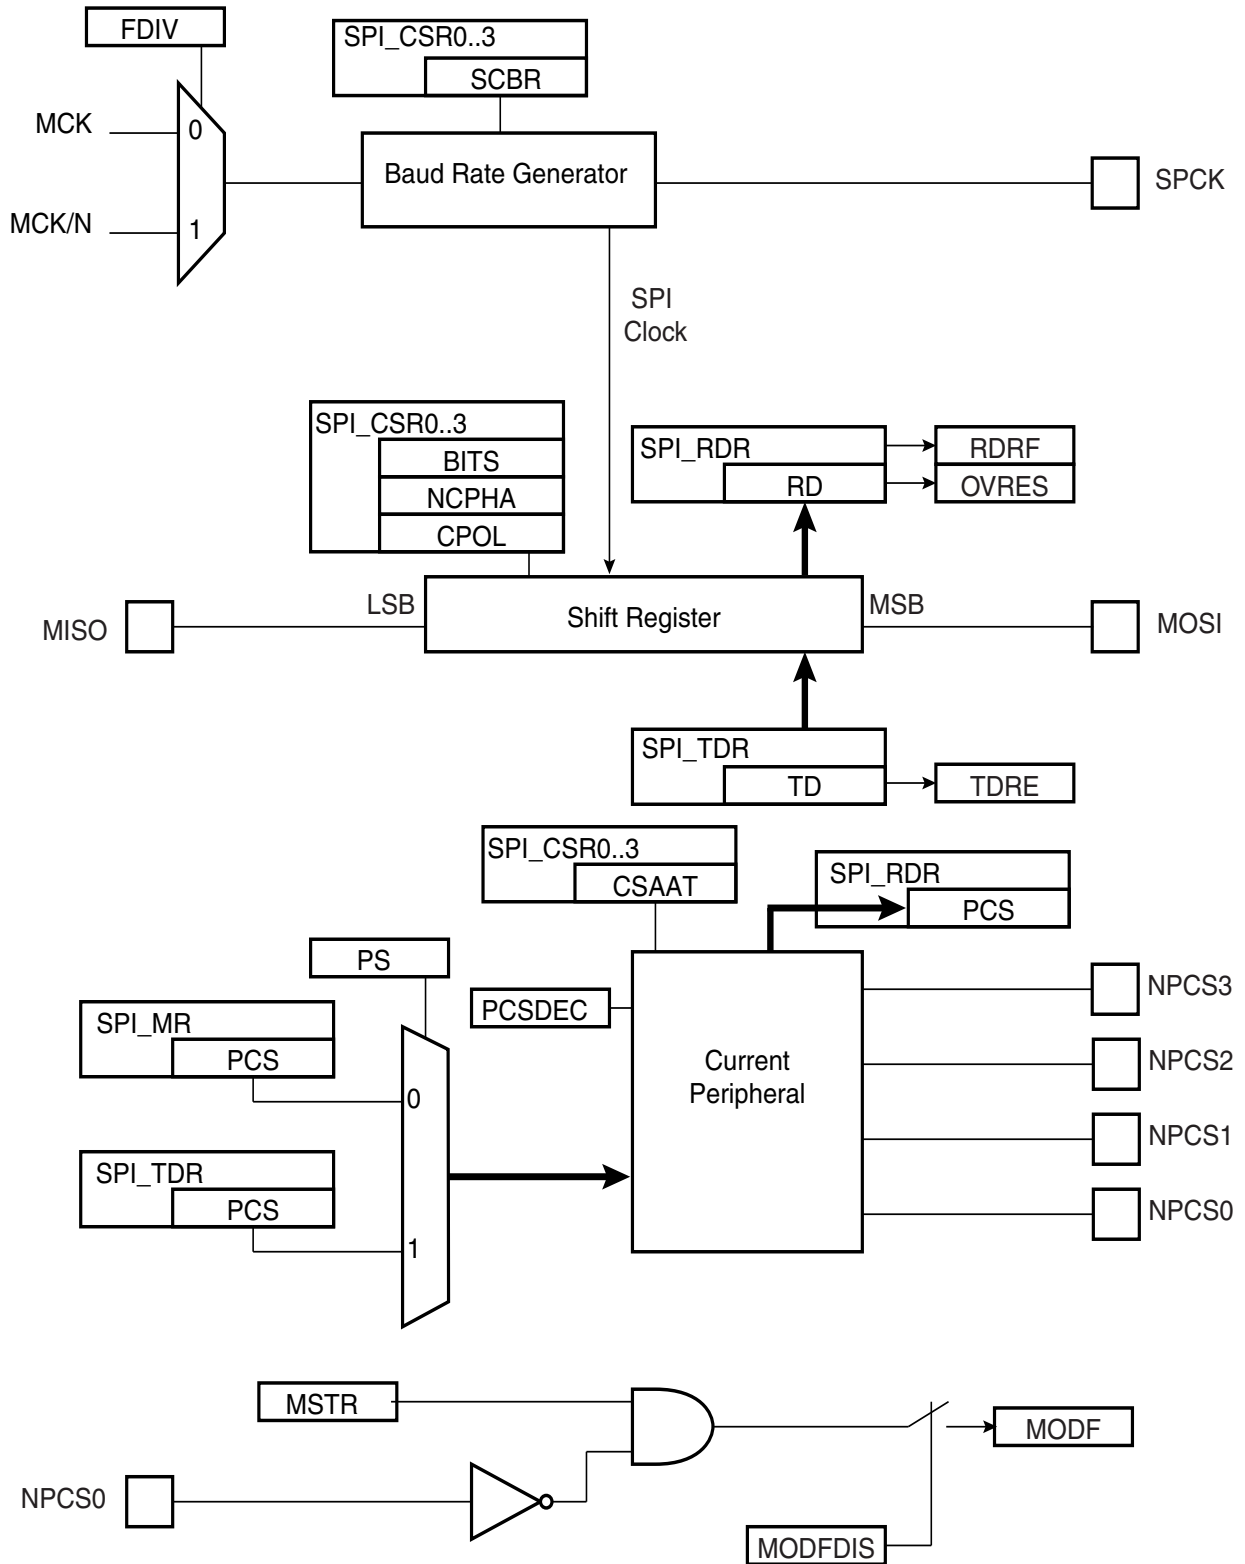 FDIV
SPI_CSR0..3
SCBR
MCK
0
Baud Rate Generator
SPCK
MCK/N
1
SPI
Clock
SPI_CSR0..3
BITS
NCPHA
CPOL
SPI_RDR
RD
RDRF
OVRES
MISO
LSB
Shift Register
MSB
MOSI
SPI_TDR
TD
TDRE
SPI_CSR0..3
CSAAT
SPI_RDR
PCS
PS
PCSDEC
SPI_MR
PCS
0
Current
Peripheral
NPCS3
NPCS2
NPCS1
NPCS0
SPI_TDR
PCS
1
MSTR
MODF
NPCS0
MODFDIS